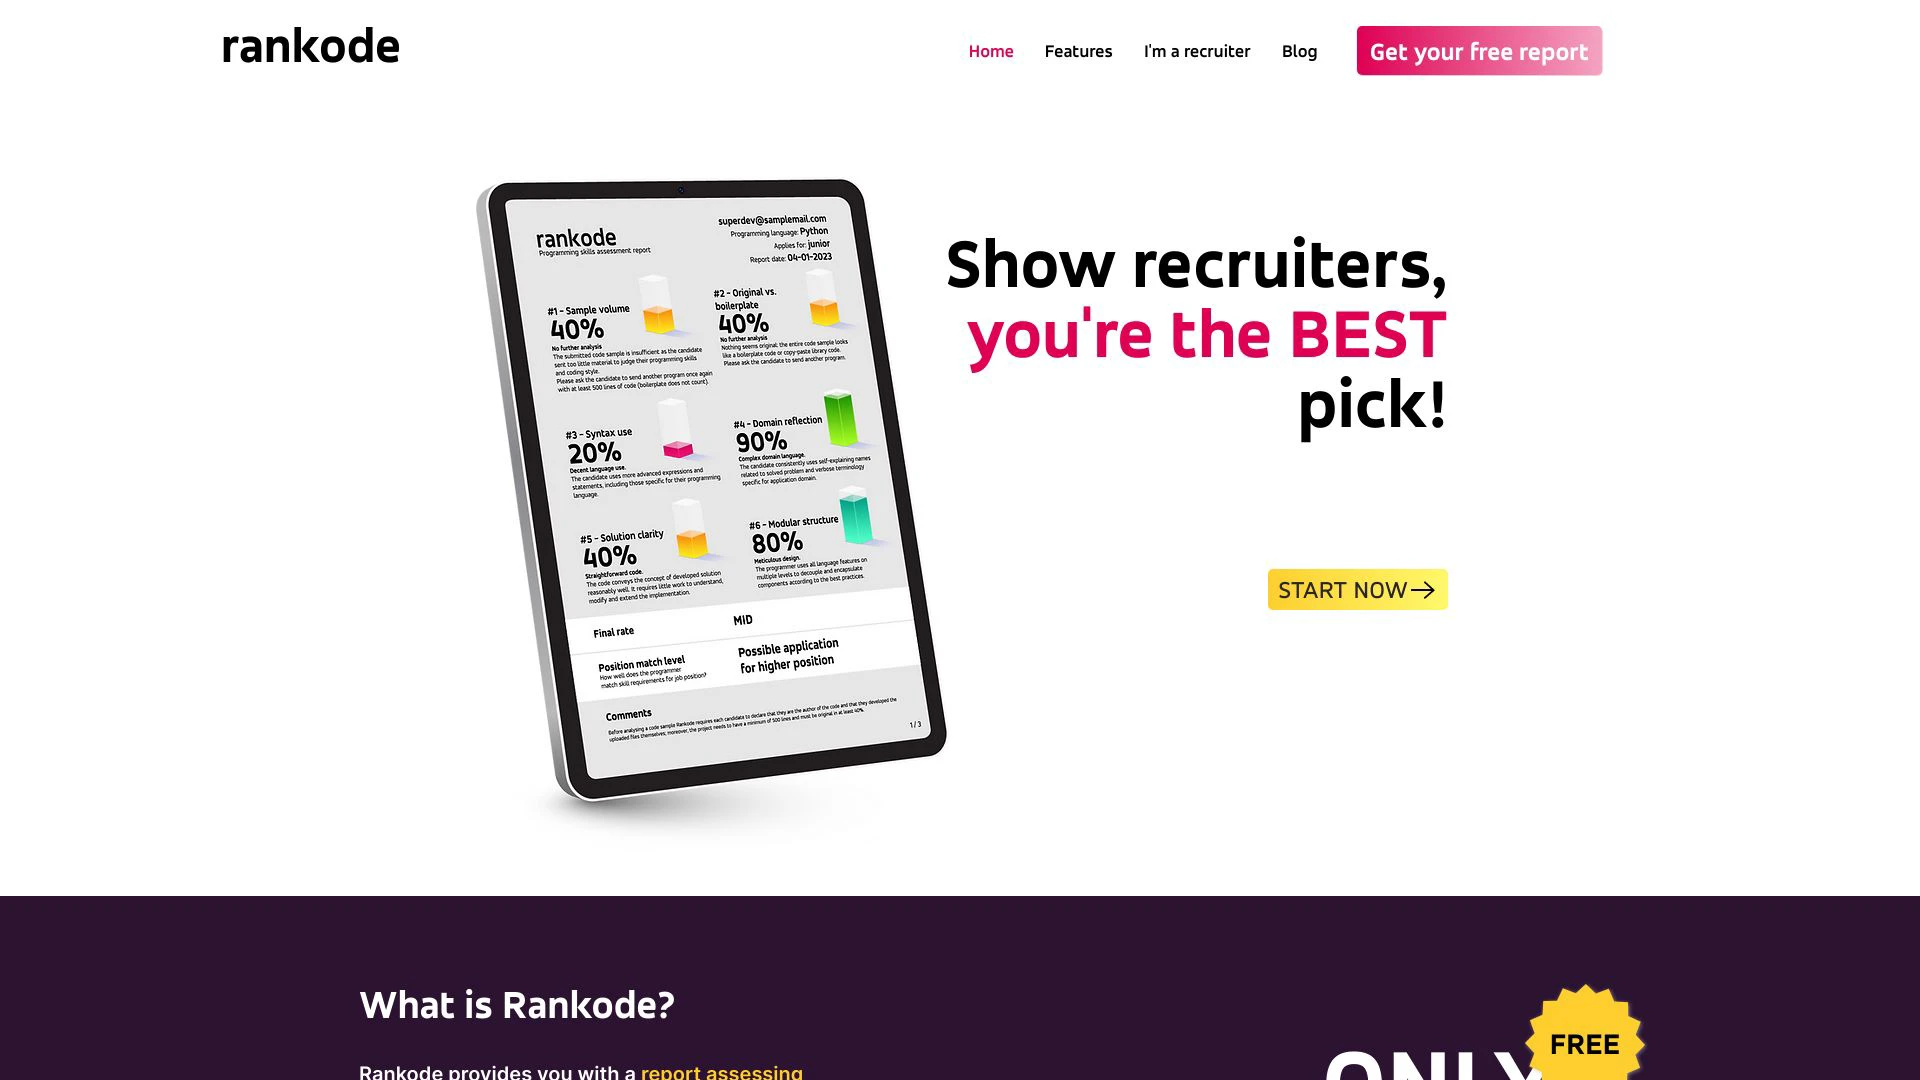 rankode
Home
Features
I'm a recruiter
Blog
Get your free report
rankode
Programming skills assessment report
superdev@samplemail.com
Programming language: Python
Applies for: junior
Report date: 04-01-2023
#1 - Sample volume
40%
No further analysis
The submitted code sample is insufficient as the candidate
sent too little material to judge their programming skills
and coding style.
Please ask the candidate to send another program once again
with at least 500 lines of code (boilerplate does not count).
#2 - Original vs.
boilerplate
40%
No further analysis
Nothing seems original: the entire code sample looks
like a boilerplate code or copy-paste library code.
Please ask the candidate to send another program.
#3 - Syntax use
20%
Decent language use.
The candidate uses more advanced expressions and
statements, including those specific for their programming
language.
#4 - Domain reflection
90%
Complex domain language.
The candidate consistently uses self-explaining names
related to solved problem and verbose terminology
specific for application domain.
#5 - Solution clarity
40%
Straightforward code.
The code conveys the concept of developed solution
reasonably well. It requires little work to understand,
modify and extend the implementation.
#6 - Modular structure
80%
Meticulous design.
The programmer uses all language features on
multiple levels to decouple and encapsulate
components according to the best practices.
Final rate
MID
Position match level
How well does the programmer
match skill requirements for job position?
Possible application
for higher position
Comments
Before analysing a code sample Rankode requires each candidate to declare that they are the author of the code and that they developed the
uploaded files themselves; moreover, the project needs to have a minimum of 500 lines and must be original in at least 40%.
1 / 3
Show recruiters,
you're the BEST
pick!
START NOW
What is Rankode?
Rankode provides you with a report assessing
ONLY
FREE